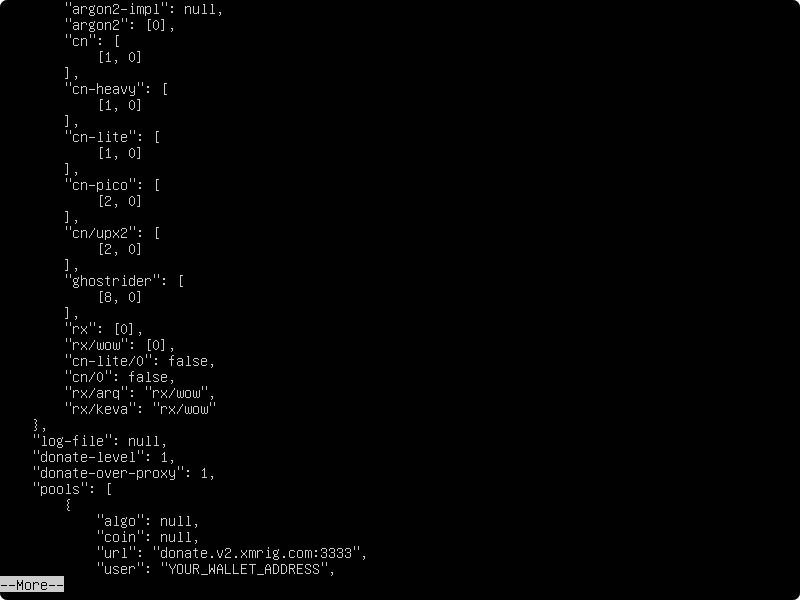 "argon2-impl": null,
"argon2": [0],
"cn": [
[1, 0]
],
"cn-heavy": [
[1, 0]
],
"cn-lite": [
[1, 0]
],
"cn-pico": [
[2, 0]
],
"cn/upx2": [
[2, 0]
],
"ghostrider": [
[8, 0]
],
"rx": [0],
"rx/wow": [0],
"cn-lite/0": false,
"cn/0": false,
"rx/arq": "rx/wow",
"rx/keva": "rx/wow"
},
"log-file": null,
"donate-level": 1,
"donate-over-proxy": 1,
"pools": [
{
"algo": null,
"coin": null,
"url": "donate.v2.xmrig.com:3333",
"user": "YOUR_WALLET_ADDRESS",
--More--